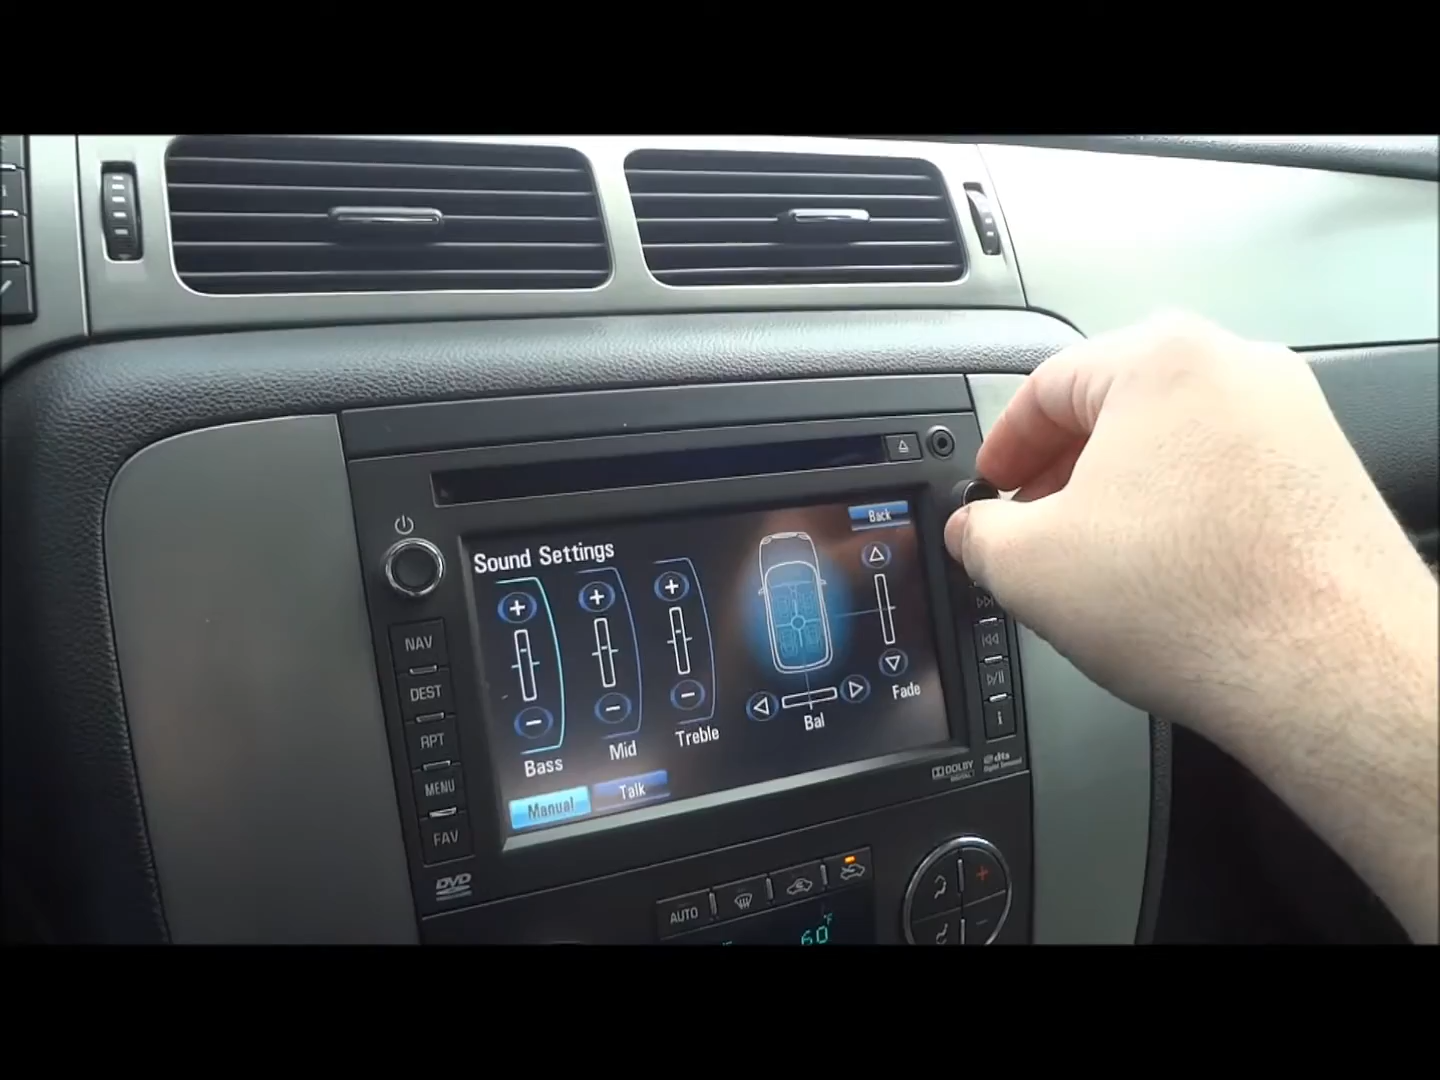 Sound Settings
Back
+
+
+
−
−
−
Bass
Mid
Treble
Bal
Fade
Manual
Talk
NAV
DEST
RPT
MENU
FAV
i
DVD
DOLBY
dts
AUTO
60°F
+
−